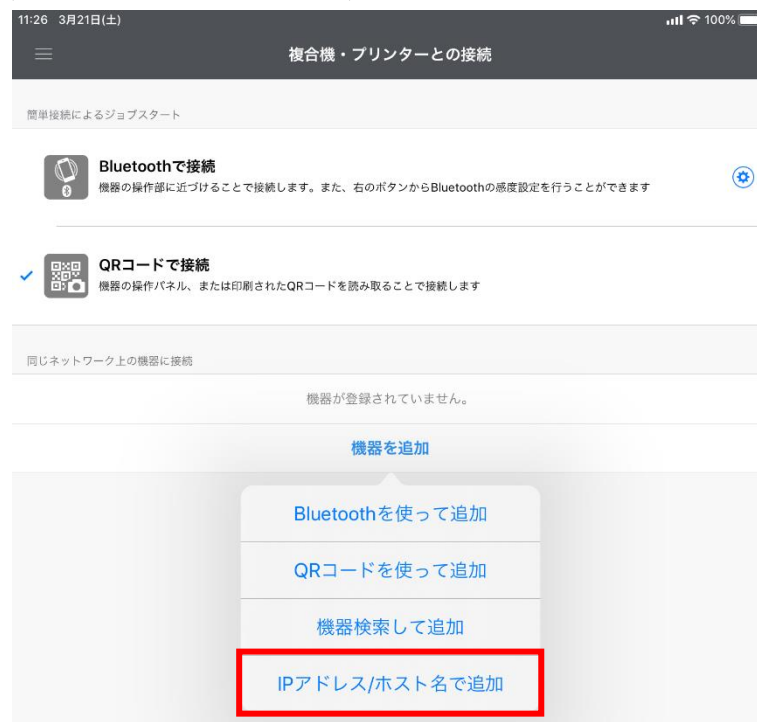 11:26 3月21日(土)
100%
複合機・プリンターとの接続
簡単接続によるジョブスタート
Bluetoothで接続
機器の操作部に近づけることで接続します。また、右のボタンからBluetoothの感度設定を行うことができます
QRコードで接続
機器の操作パネル、または印刷されたQRコードを読み取ることで接続します
同じネットワーク上の機器に接続
機器が登録されていません。
機器を追加
Bluetoothを使って追加
QRコードを使って追加
機器検索して追加
IPアドレス/ホスト名で追加